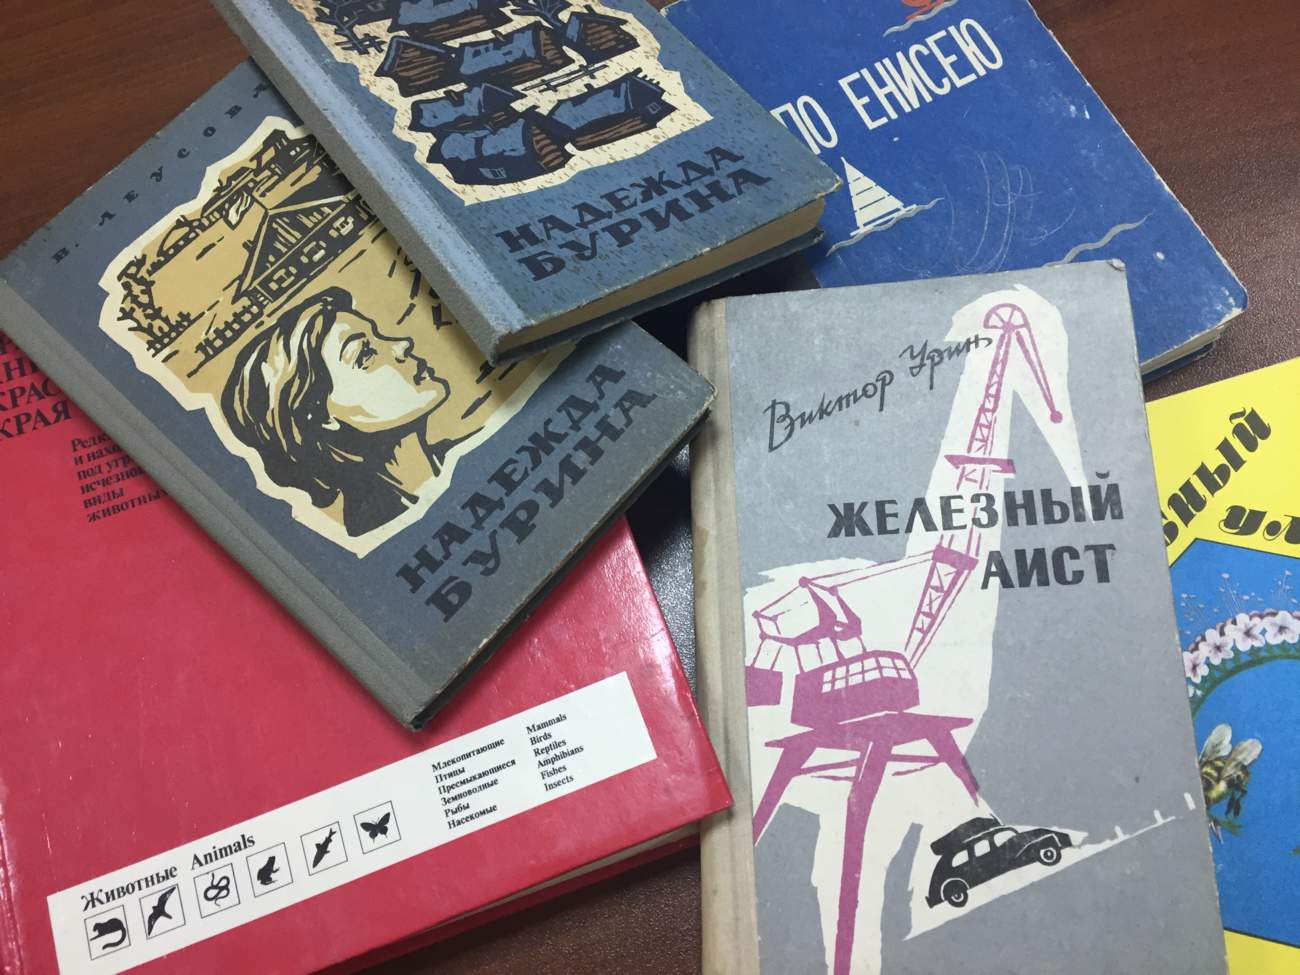 НАДЕЖДА
БУРИНА
ПО ЕНИСЕЮ
В. ЛЕУСОВА
НАДЕЖДА
БУРИНА
Виктор Урин
ЖЕЛЕЗНЫЙ
АИСТ
КРАЯ
виды
Млекопитающие Mammals
Птицы Birds
Пресмыкающиеся Reptiles
Земноводные Amphibians
Рыбы Fishes
Насекомые Insects
Животные Animals